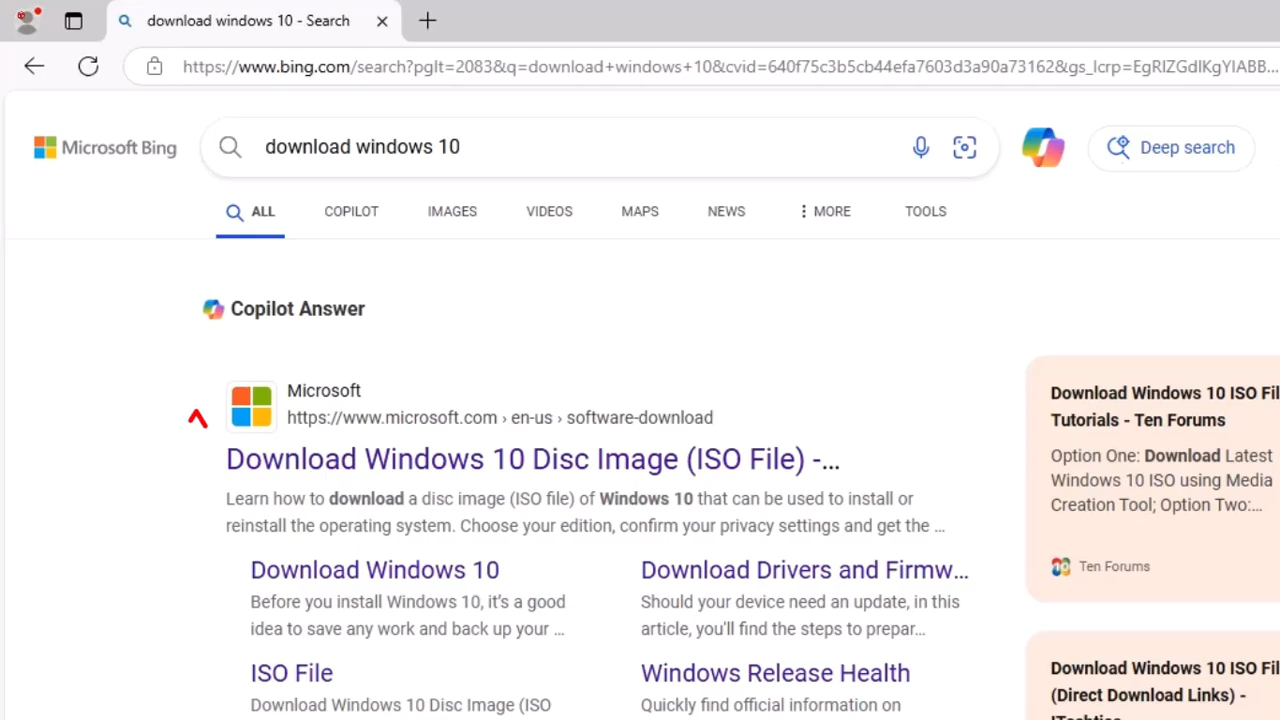 download windows 10 - Search
https://www.bing.com/search?pglt=2083&q=download+windows+10&cvid=640f75c3b5cb44efa7603d3a90a73162&gs_lcrp=EgRlZGdlKgYIABB...
Microsoft Bing
download windows 10
Deep search
ALL
COPILOT
IMAGES
VIDEOS
MAPS
NEWS
MORE
TOOLS
Copilot Answer
Microsoft
https://www.microsoft.com › en-us › software-download
Download Windows 10 Disc Image (ISO File) -...
Learn how to download a disc image (ISO file) of Windows 10 that can be used to install or
reinstall the operating system. Choose your edition, confirm your privacy settings and get the ...
Download Windows 10
Before you install Windows 10, it's a good
idea to save any work and back up your ...
Download Drivers and Firmw...
Should your device need an update, in this
article, you'll find the steps to prepar...
ISO File
Download Windows 10 Disc Image (ISO
Windows Release Health
Quickly find official information on
Download Windows 10 ISO Fil
Tutorials - Ten Forums
Option One: Download Latest
Windows 10 ISO using Media
Creation Tool; Option Two:...
Ten Forums
Download Windows 10 ISO Fil
(Direct Download Links) -